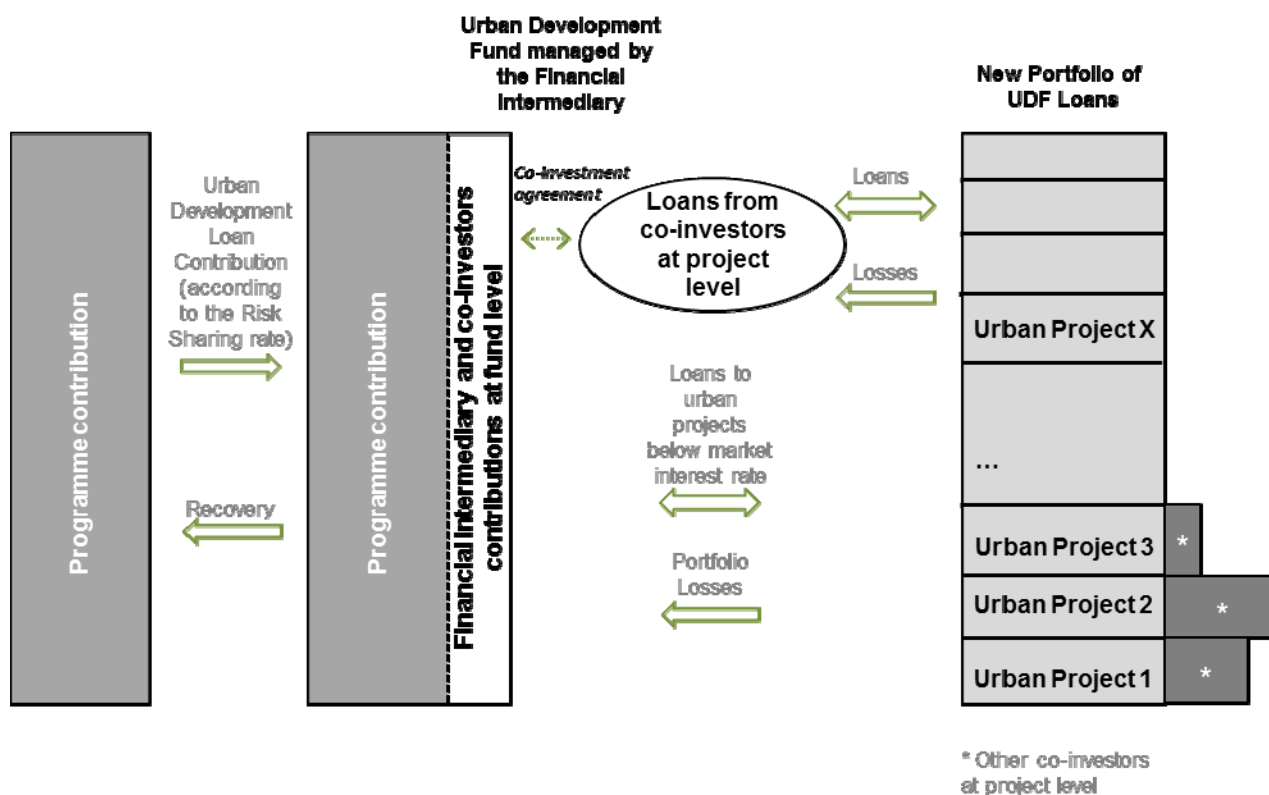 Urban Development
Fund managed by
the Financial
Intermediary
New Portfolio of
UDF Loans
Programme contribution
Urban
Development
Loan
Contribution
(according
to the Risk
Sharing rate)
Recovery
Programme contribution
Financial Intermediary and co-investors
contributions at fund level
Co-investment
agreement
Loans from
co-investors
at project
level
Loans
Losses
Loans to
urban
projects
below market
interest rate
Portfolio
Losses
Urban Project X
...
Urban Project 3
*
Urban Project 2
*
Urban Project 1
*
* Other co-investors
at project level